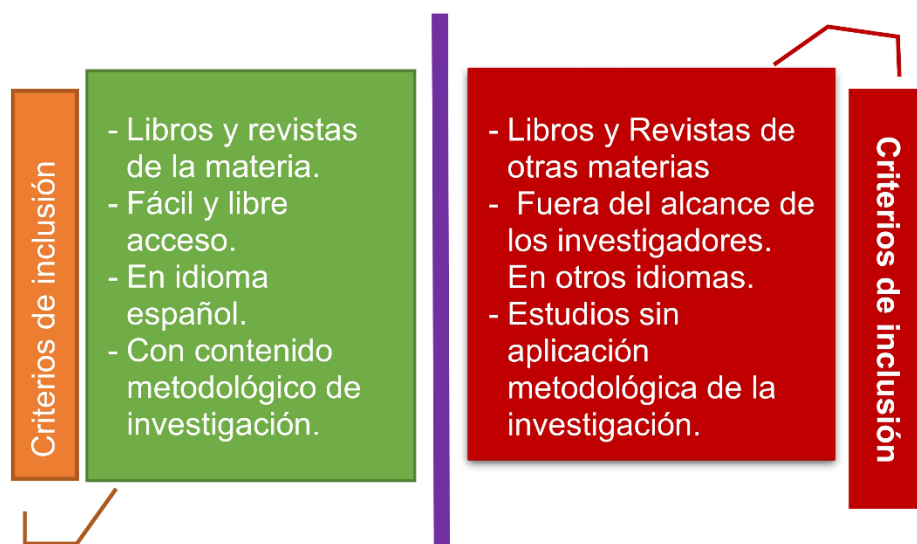 Criterios de inclusión
- Libros y revistas
de la materia.
- Fácil y libre
acceso.
- En idioma
español.
- Con contenido
metodológico de
investigación.
- Libros y Revistas de
otras materias
- Fuera del alcance de
los investigadores.
En otros idiomas.
- Estudios sin
aplicación
metodológica de la
investigación.
Criterios de inclusión